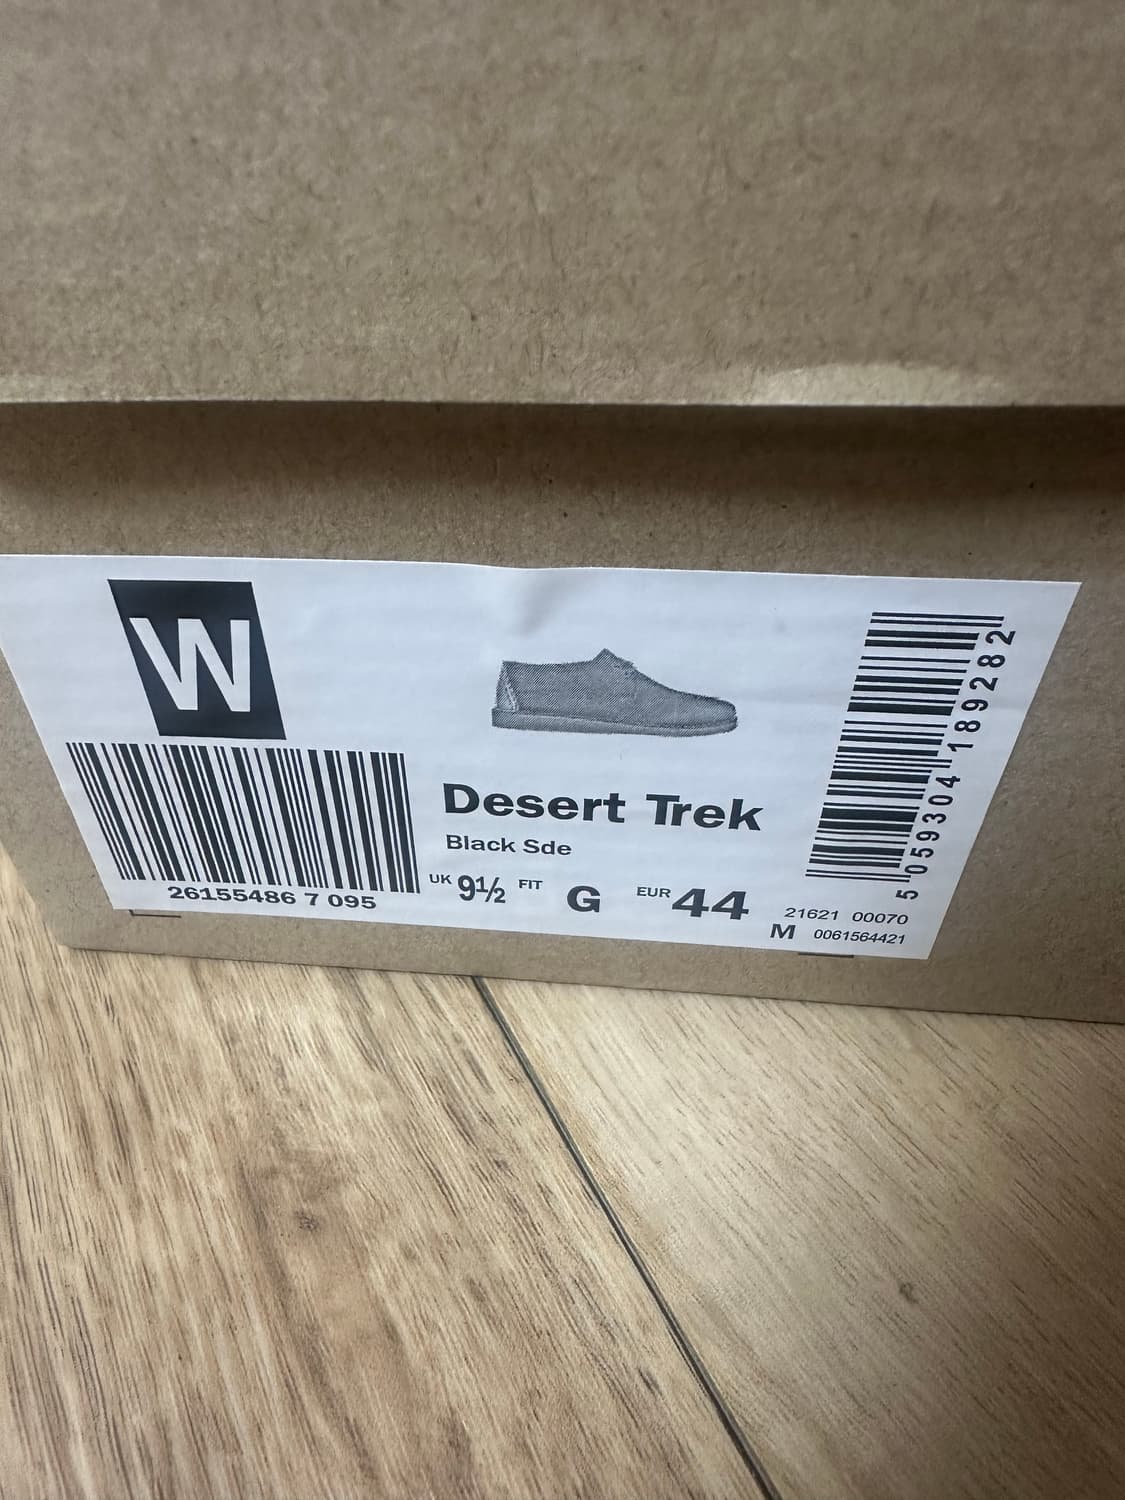 W
26155486 7 095
Desert Trek
Black Sde
UK 9½ FIT G EUR 44
5 059304 189282
21621 00070
M 0061564421